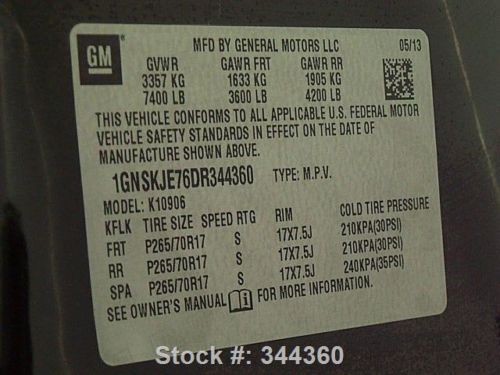 GM
MFD BY GENERAL MOTORS LLC 05/13
GVWR GAWR FRT GAWR RR
3357 KG 1633 KG 1905 KG
7400 LB 3600 LB 4200 LB
THIS VEHICLE CONFORMS TO ALL APPLICABLE U.S. FEDERAL MOTOR
VEHICLE SAFETY STANDARDS IN EFFECT ON THE DATE OF
MANUFACTURE SHOWN ABOVE.
1GNSKJE76DR344360 TYPE: M.P.V.
MODEL: K10906
KFLK TIRE SIZE SPEED RTG RIM COLD TIRE PRESSURE
FRT P265/70R17 S 17X7.5J 210KPA(30PSI)
RR P265/70R17 S 17X7.5J 210KPA(30PSI)
SPA P265/70R17 S 17X7.5J 240KPA(35PSI)
SEE OWNER'S MANUAL i FOR MORE INFORMATION.
Stock #: 344360